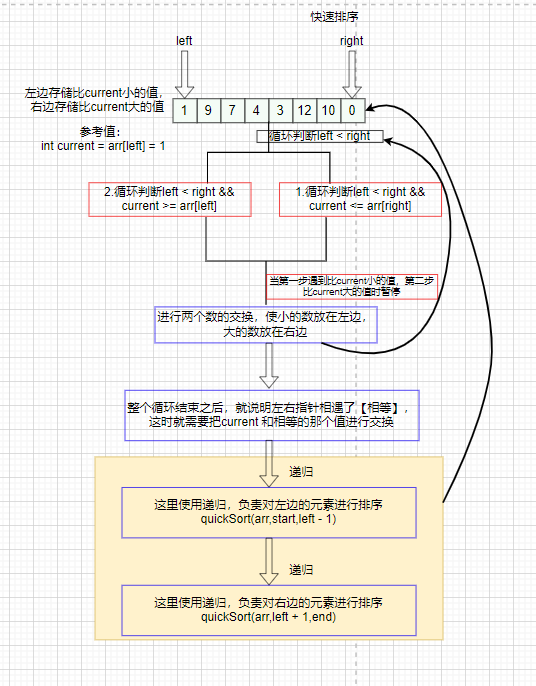 快速排序
left
right
左边存储比current小的值，
右边存储比current大的值
1 9 7 4 3 12 10 0
参考值：
int current = arr[left] = 1
循环判断left < right
2.循环判断left < right &&
current >= arr[left]
1.循环判断left < right &&
current <= arr[right]
当第一步遇到比current小的值，第二步
比current大的值时暂停
进行两个数的交换，使小的数放在左边，
大的数放在右边
整个循环结束之后，就说明左右指针相遇了【相等】，
这时就需要把current 和相等的那个值进行交换
递归
这里使用递归，负责对左边的元素进行排序
quickSort(arr,start,left - 1)
递归
这里使用递归，负责对右边的元素进行排序
quickSort(arr,left + 1,end)